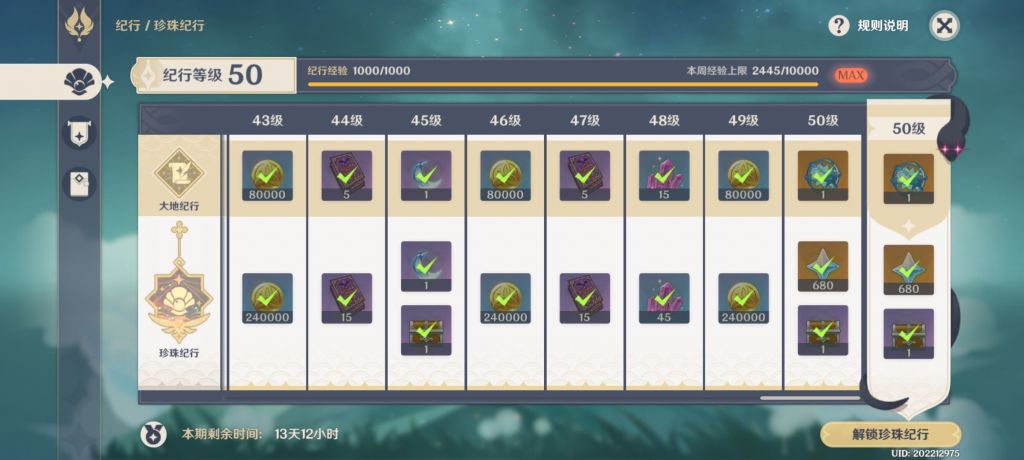 纪行 / 珍珠纪行
规则说明
纪行等级 50
纪行经验 1000/1000
本周经验上限 2445/10000
MAX
43级 44级 45级 46级 47级 48级 49级 50级 50级
大地纪行
80000 5 1 80000 5 15 80000 1 1
珍珠纪行
1 680 680
240000 15 240000 15 45 240000
1 1 1
本期剩余时间: 13天12小时
解锁珍珠纪行
UID: 202212975